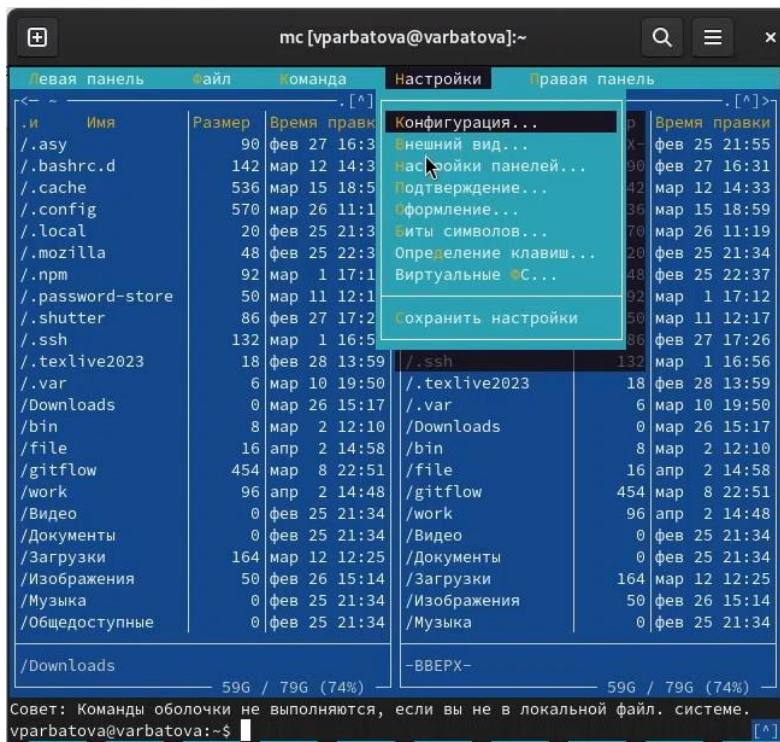 mc [vparbatova@varbatova]:~
Левая панель Файл Команда Настройки Правая панель
<— ~ .[^] .[^]>
.и Имя Размер Время правк р Время правки
/.asy 90 фев 27 16:3 Х- фев 25 21:55
/.bashrc.d 142 мар 12 14:3 90 фев 27 16:31
/.cache 536 мар 15 18:5 42 мар 12 14:33
/.config 570 мар 26 11:1 36 мар 15 18:59
/.local 20 фев 25 21:3 70 мар 26 11:19
/.mozilla 48 фев 25 22:3 20 фев 25 21:34
/.npm 92 мар 1 17:1 48 фев 25 22:37
/.password-store 50 мар 11 12:1 92 мар 1 17:12
/.shutter 86 фев 27 17:2 50 мар 11 12:17
/.ssh 132 мар 1 16:5 86 фев 27 17:26
Конфигурация...
Внешний вид...
Настройки панелей...
Подтверждение...
Оформление...
Биты символов...
Определение клавиш...
Виртуальные ФС...
Сохранить настройки
/.texlive2023 18 фев 28 13:59 /.ssh 132 мар 1 16:56
/.var 6 мар 10 19:50 /.texlive2023 18 фев 28 13:59
/Downloads 0 мар 26 15:17 /.var 6 мар 10 19:50
/bin 8 мар 2 12:10 /Downloads 0 мар 26 15:17
/file 16 апр 2 14:58 /bin 8 мар 2 12:10
/gitflow 454 мар 8 22:51 /file 16 апр 2 14:58
/work 96 апр 2 14:48 /gitflow 454 мар 8 22:51
/Видео 0 фев 25 21:34 /work 96 апр 2 14:48
/Документы 0 фев 25 21:34 /Видео 0 фев 25 21:34
/Загрузки 164 мар 12 12:25 /Документы 0 фев 25 21:34
/Изображения 50 фев 26 15:14 /Загрузки 164 мар 12 12:25
/Музыка 0 фев 25 21:34 /Изображения 50 фев 26 15:14
/Общедоступные 0 фев 25 21:34 /Музыка 0 фев 25 21:34
/Downloads -ВВЕРХ-
59G / 79G (74%) 59G / 79G (74%)
Совет: Команды оболочки не выполняются, если вы не в локальной файл. системе.
vparbatova@varbatova:~$ [^]